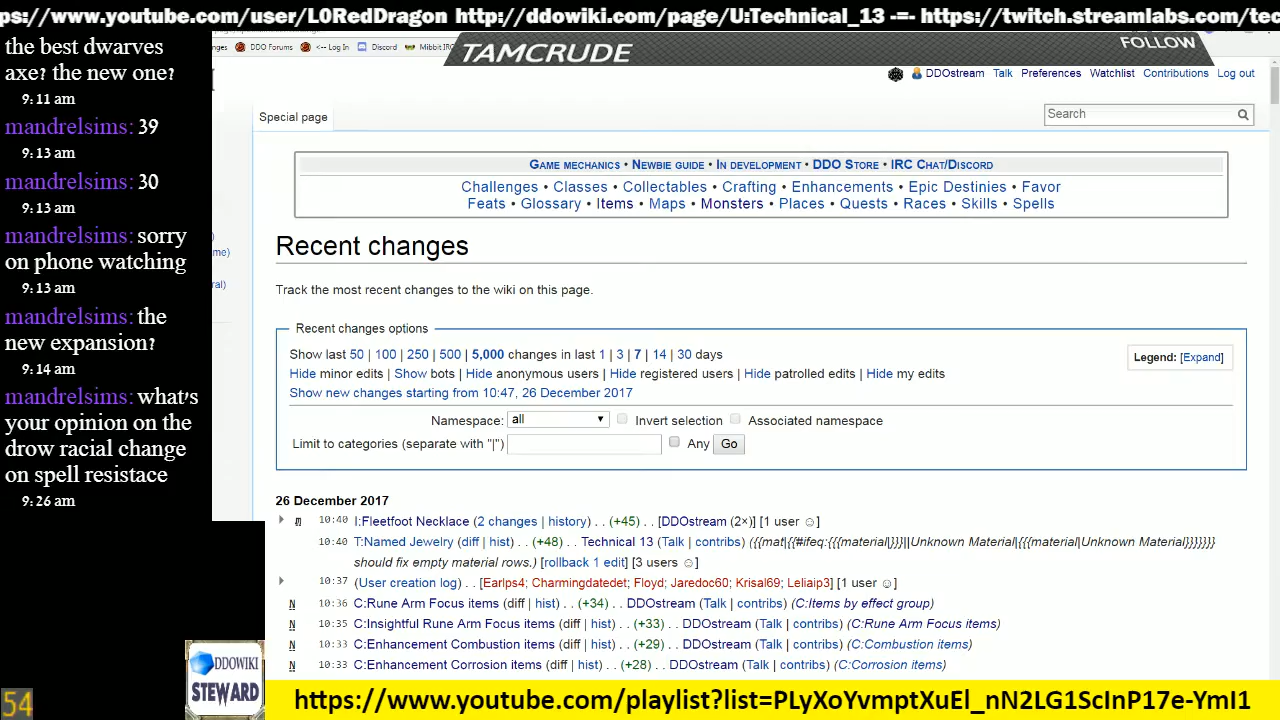 ps://www.youtube.com/user/L0RedDragon http://ddowiki.com/page/U:Technical_13 -=- https://twitch.streamlabs.com/tec
the best dwarves
axe? the new one?
9:11 am
mandrelsims: 39
9:13 am
mandrelsims: 30
9:13 am
mandrelsims: sorry
on phone watching
9:13 am
mandrelsims: the
new expansion?
9:14 am
mandrelsims: what's
your opinion on the
drow racial change
on spell resistace
9:26 am
DDO Forums <-- Log In Discord Mibbit IR
TAMCRUDE
FOLLOW
DDOstream Talk Preferences Watchlist Contributions Log out
Special page
Search
Game mechanics • Newbie guide • In development • DDO Store • IRC Chat/Discord
Challenges • Classes • Collectables • Crafting • Enhancements • Epic Destinies • Favor
Feats • Glossary • Items • Maps • Monsters • Places • Quests • Races • Skills • Spells
Recent changes
Track the most recent changes to the wiki on this page.
Recent changes options
Show last 50 | 100 | 250 | 500 | 5,000 changes in last 1 | 3 | 7 | 14 | 30 days
Legend: [Expand]
Hide minor edits | Show bots | Hide anonymous users | Hide registered users | Hide patrolled edits | Hide my edits
Show new changes starting from 10:47, 26 December 2017
Namespace: all Invert selection Associated namespace
Limit to categories (separate with "|") Any Go
26 December 2017
m 10:40 I:Fleetfoot Necklace (2 changes | history) . . (+45) . . [DDOstream (2×)] [1 user ☺]
10:40 T:Named Jewelry (diff | hist) . . (+48) . . Technical 13 (Talk | contribs) ({{{mat|{{#ifeq:{{{material|}}}||Unknown Material|{{{material|Unknown Material}}}}}}}
should fix empty material rows.) [rollback 1 edit] [3 users ☺]
10:37 (User creation log) . . [Earlps4; Charmingdatedet; Floyd; Jaredoc60; Krisal69; Leliaip3] [1 user ☺]
N 10:36 C:Rune Arm Focus items (diff | hist) . . (+34) . . DDOstream (Talk | contribs) (C:Items by effect group)
N 10:35 C:Insightful Rune Arm Focus items (diff | hist) . . (+33) . . DDOstream (Talk | contribs) (C:Rune Arm Focus items)
N 10:33 C:Enhancement Combustion items (diff | hist) . . (+29) . . DDOstream (Talk | contribs) (C:Combustion items)
N 10:33 C:Enhancement Corrosion items (diff | hist) . . (+28) . . DDOstream (Talk | contribs) (C:Corrosion items)
DDOWIKI
STEWARD
54
https://www.youtube.com/playlist?list=PLyXoYvmptXuEl_nN2LG1ScInP17e-YmI1